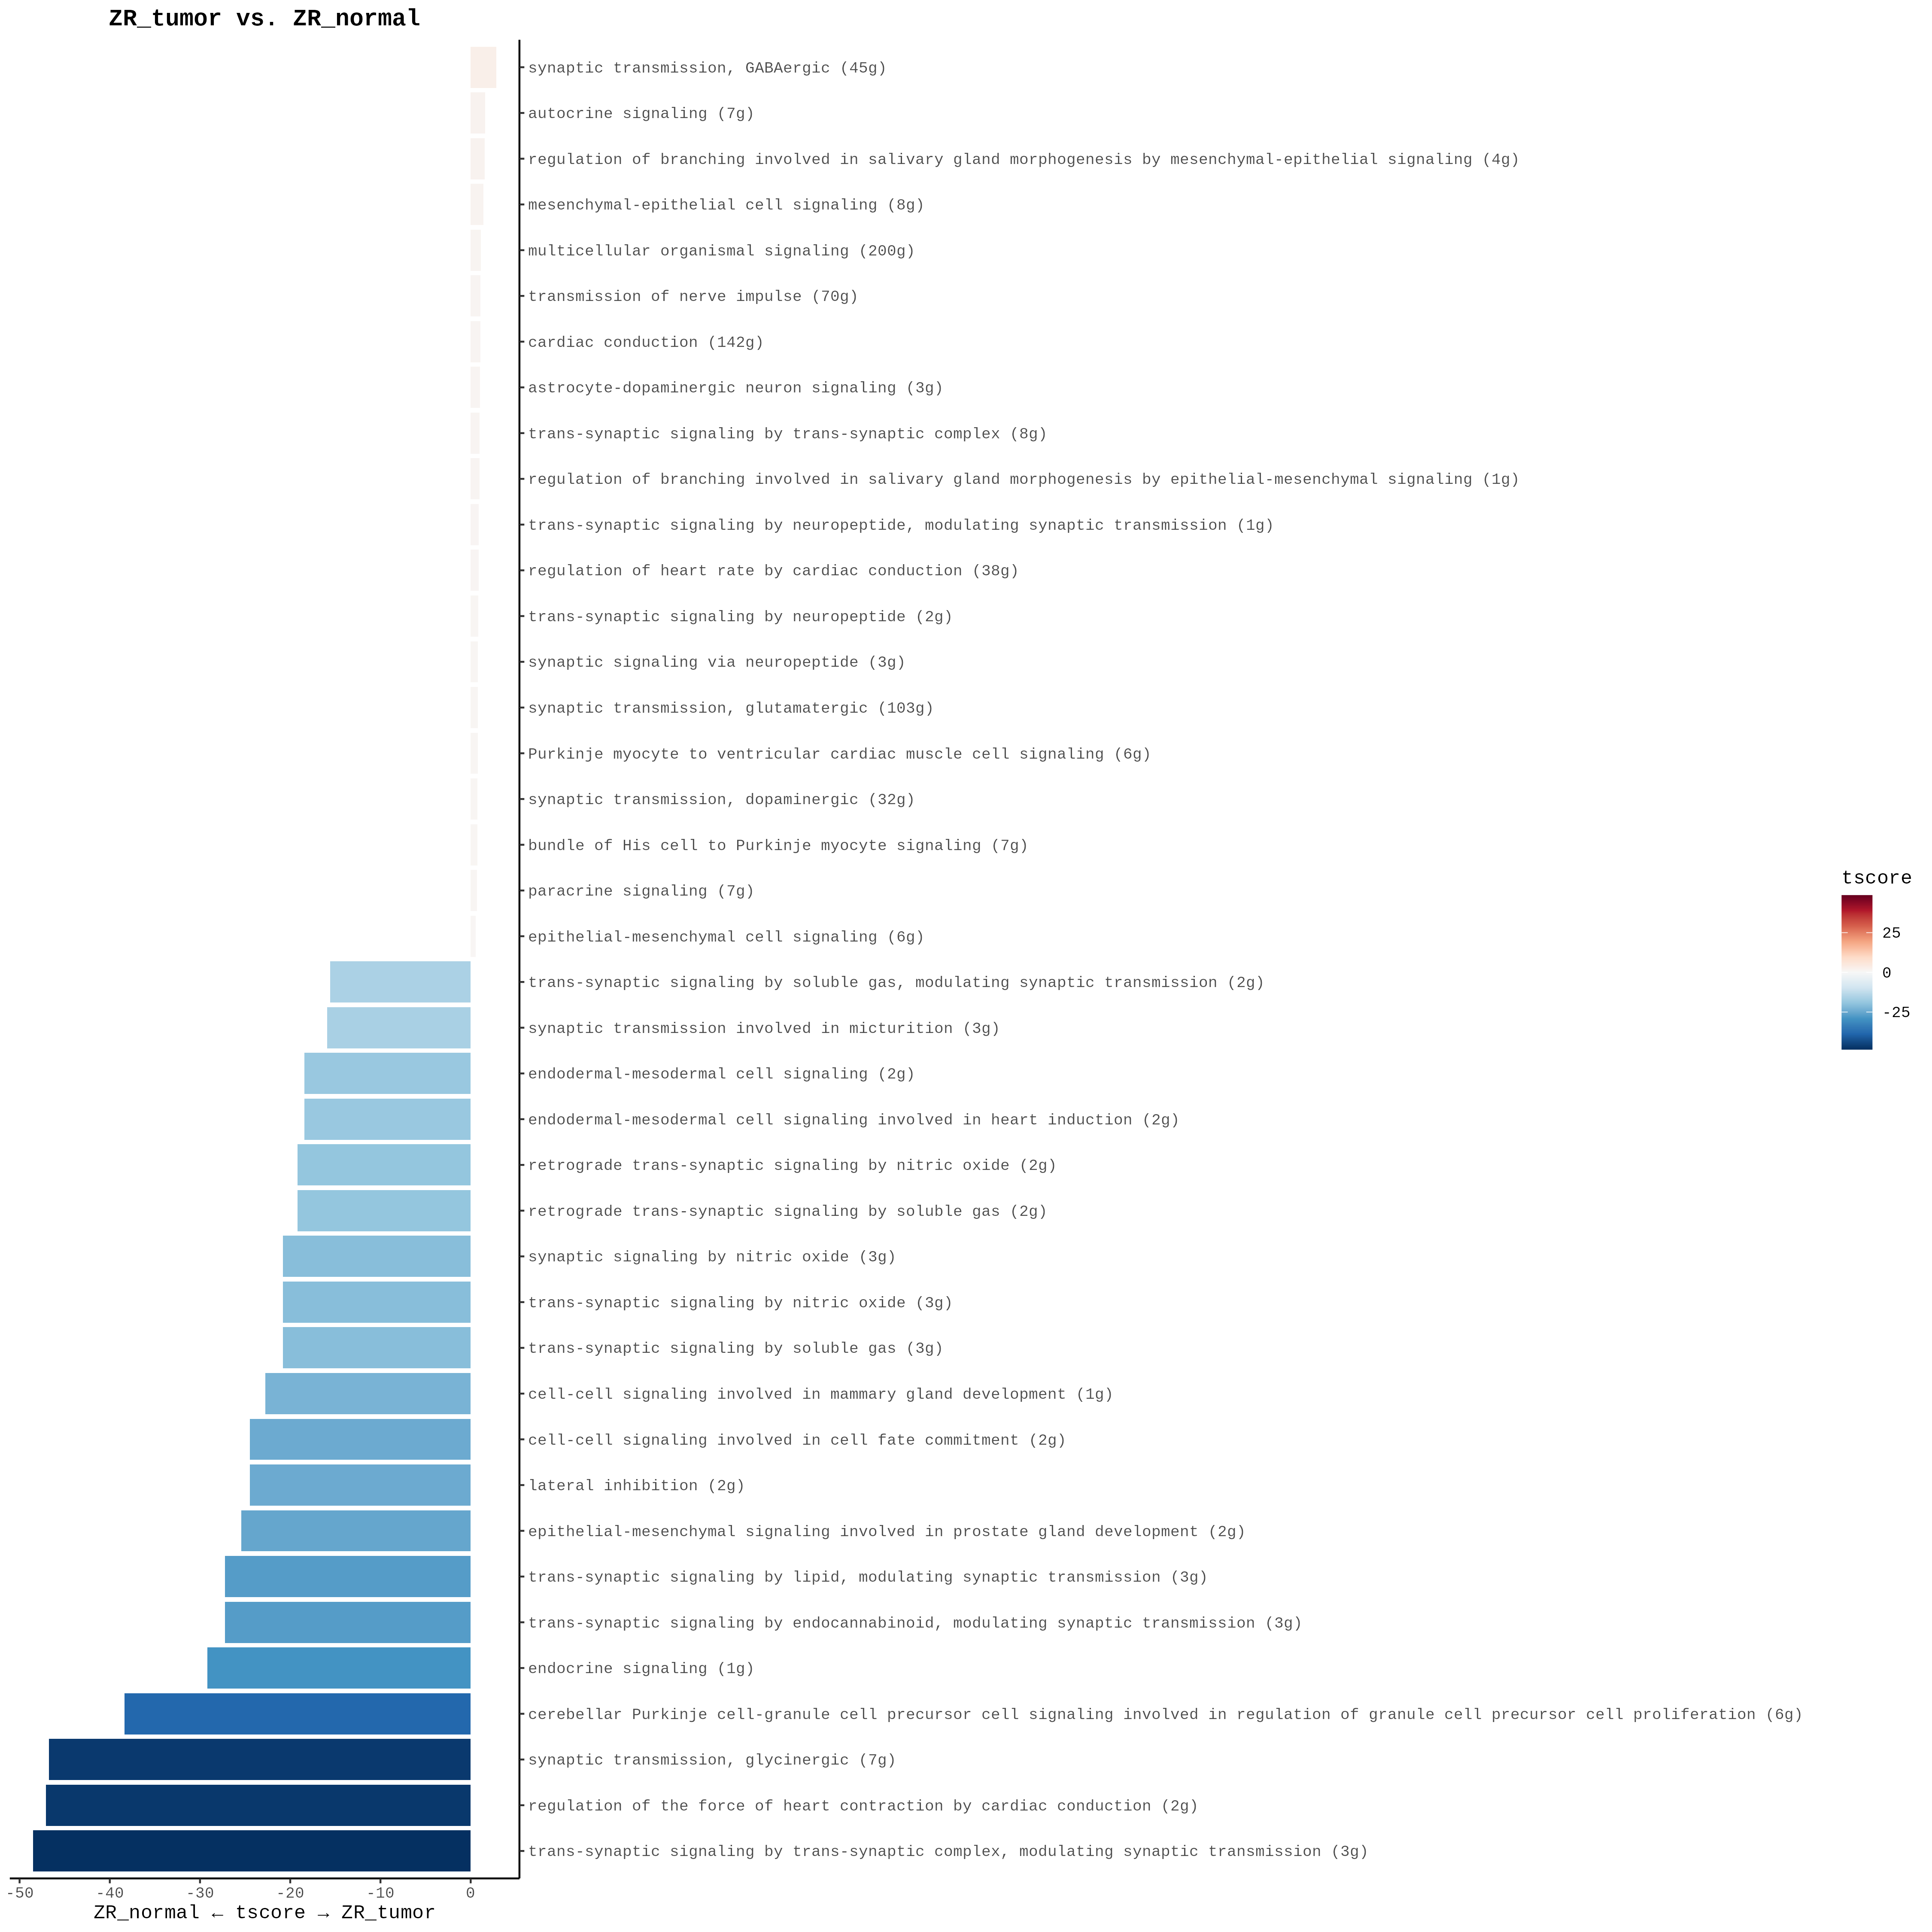 ZR_tumor vs. ZR_normal
synaptic transmission, GABAergic (45g)
autocrine signaling (7g)
regulation of branching involved in salivary gland morphogenesis by mesenchymal-epithelial signaling (4g)
mesenchymal-epithelial cell signaling (8g)
multicellular organismal signaling (200g)
transmission of nerve impulse (70g)
cardiac conduction (142g)
astrocyte-dopaminergic neuron signaling (3g)
trans-synaptic signaling by trans-synaptic complex (8g)
regulation of branching involved in salivary gland morphogenesis by epithelial-mesenchymal signaling (1g)
trans-synaptic signaling by neuropeptide, modulating synaptic transmission (1g)
regulation of heart rate by cardiac conduction (38g)
trans-synaptic signaling by neuropeptide (2g)
synaptic signaling via neuropeptide (3g)
synaptic transmission, glutamatergic (103g)
Purkinje myocyte to ventricular cardiac muscle cell signaling (6g)
synaptic transmission, dopaminergic (32g)
bundle of His cell to Purkinje myocyte signaling (7g)
paracrine signaling (7g)
epithelial-mesenchymal cell signaling (6g)
trans-synaptic signaling by soluble gas, modulating synaptic transmission (2g)
synaptic transmission involved in micturition (3g)
endodermal-mesodermal cell signaling (2g)
endodermal-mesodermal cell signaling involved in heart induction (2g)
retrograde trans-synaptic signaling by nitric oxide (2g)
retrograde trans-synaptic signaling by soluble gas (2g)
synaptic signaling by nitric oxide (3g)
trans-synaptic signaling by nitric oxide (3g)
trans-synaptic signaling by soluble gas (3g)
cell-cell signaling involved in mammary gland development (1g)
cell-cell signaling involved in cell fate commitment (2g)
lateral inhibition (2g)
epithelial-mesenchymal signaling involved in prostate gland development (2g)
trans-synaptic signaling by lipid, modulating synaptic transmission (3g)
trans-synaptic signaling by endocannabinoid, modulating synaptic transmission (3g)
endocrine signaling (1g)
cerebellar Purkinje cell-granule cell precursor cell signaling involved in regulation of granule cell precursor cell proliferation (6g)
synaptic transmission, glycinergic (7g)
regulation of the force of heart contraction by cardiac conduction (2g)
trans-synaptic signaling by trans-synaptic complex, modulating synaptic transmission (3g)
-50 -40 -30 -20 -10 0
ZR_normal ← tscore → ZR_tumor
tscore
25
0
-25